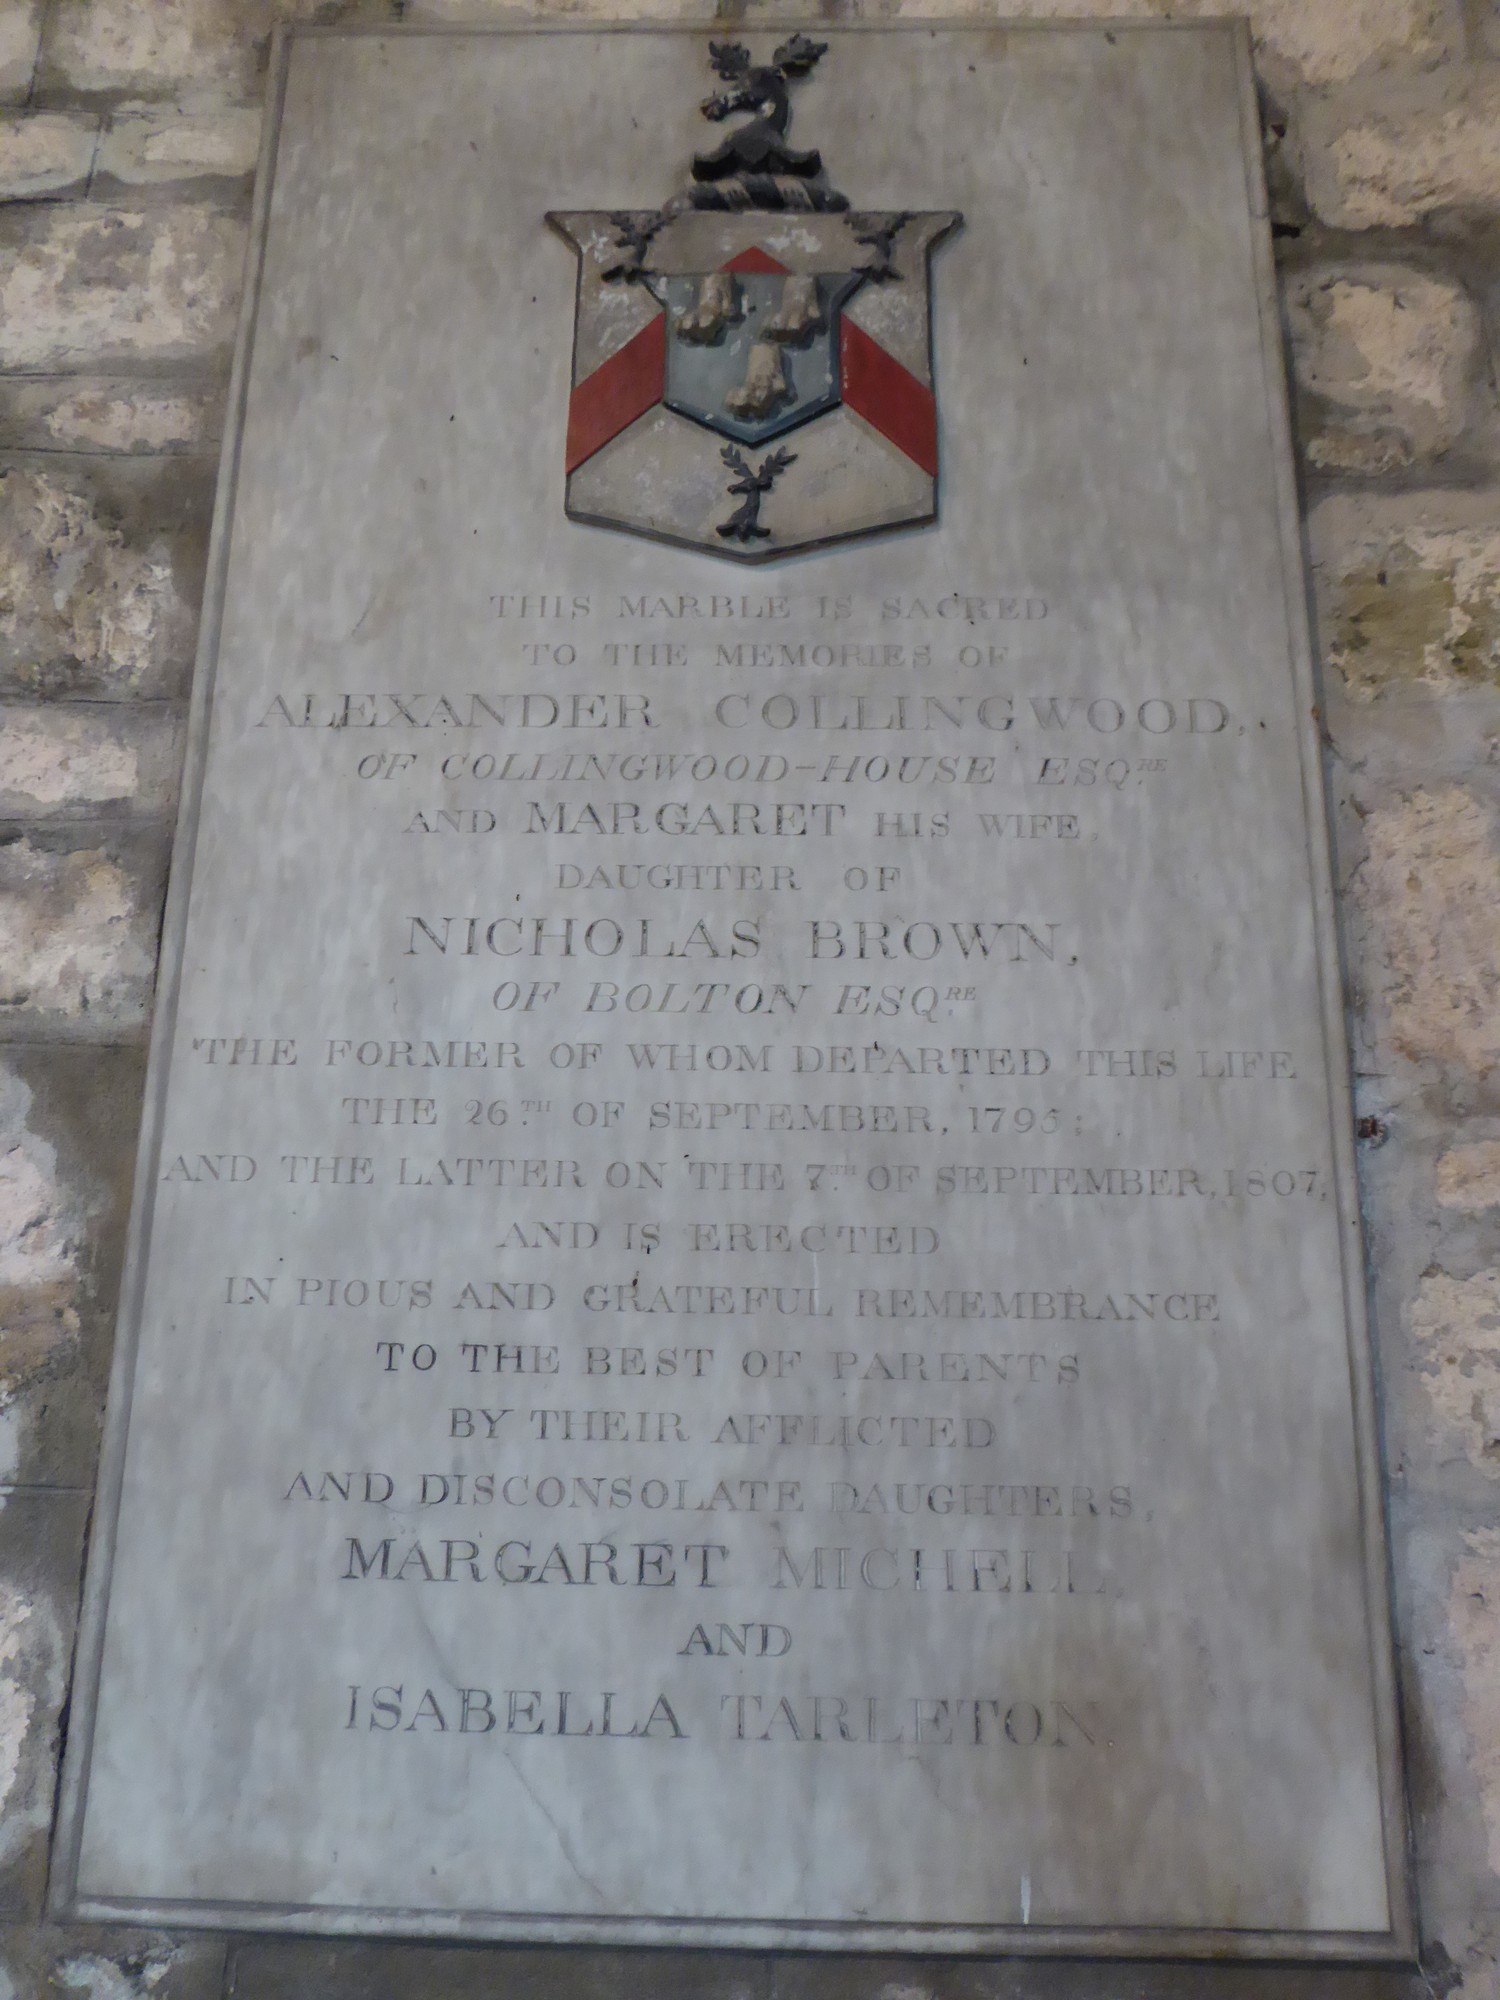 THIS MARBLE IS SACRED
TO THE MEMORIES OF
ALEXANDER COLLINGWOOD,
OF COLLINGWOOD-HOUSE ESQ.RE
AND MARGARET HIS WIFE,
DAUGHTER OF
NICHOLAS BROWN,
OF BOLTON ESQ.RE
THE FORMER OF WHOM DEPARTED THIS LIFE
THE 26.TH OF SEPTEMBER, 1795;
AND THE LATTER ON THE 7.TH OF SEPTEMBER, 1807,
AND IS ERECTED
IN PIOUS AND GRATEFUL REMEMBRANCE
TO THE BEST OF PARENTS
BY THEIR AFFLICTED
AND DISCONSOLATE DAUGHTERS,
MARGARET MICHELL,
AND
ISABELLA TARLETON.